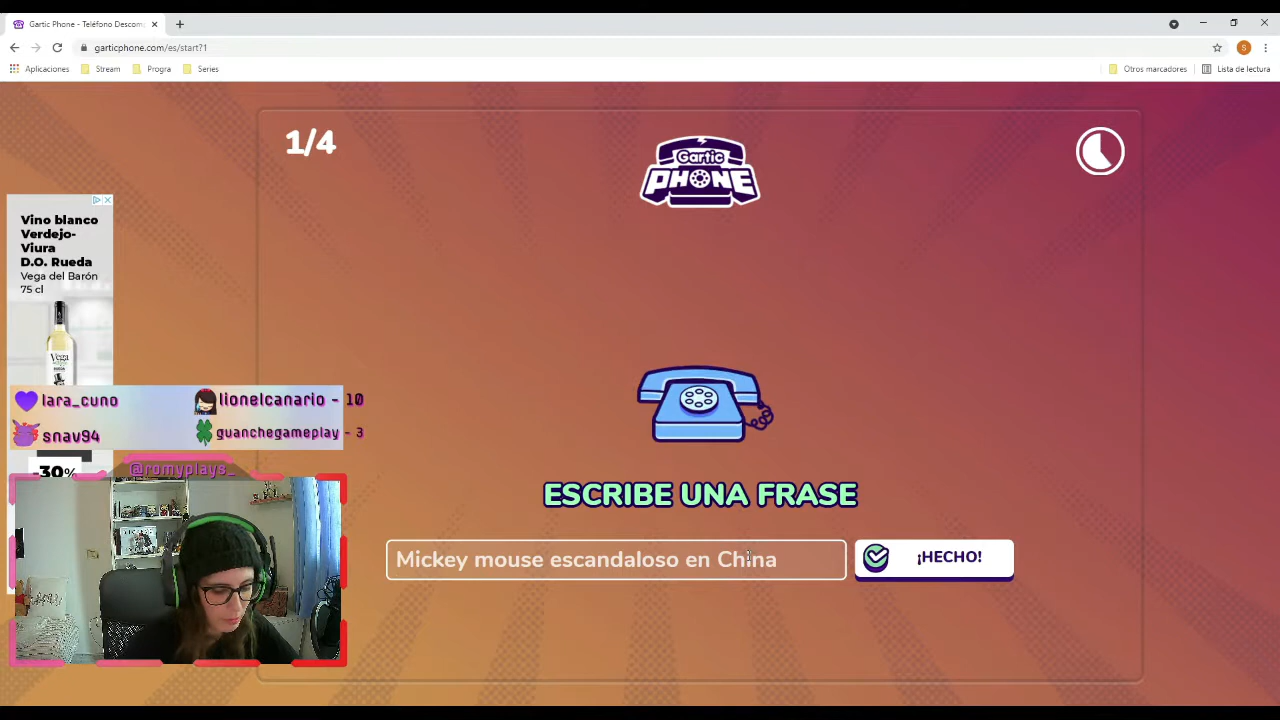 Gartic Phone - Teléfono Descom
garticphone.com/es/start?1
Aplicaciones
Stream
Progra
Series
Otros marcadores
Lista de lectura
S
1/4
Gartic
PHONE
Vino blanco
Verdejo-
Viura
D.O. Rueda
Vega del Barón
75 cl
Vega
lara_cuno
lionelcanario - 10
snav94
guanchegameplay - 3
-30%
@romyplays_
ESCRIBE UNA FRASE
Mickey mouse escandaloso en China
¡HECHO!